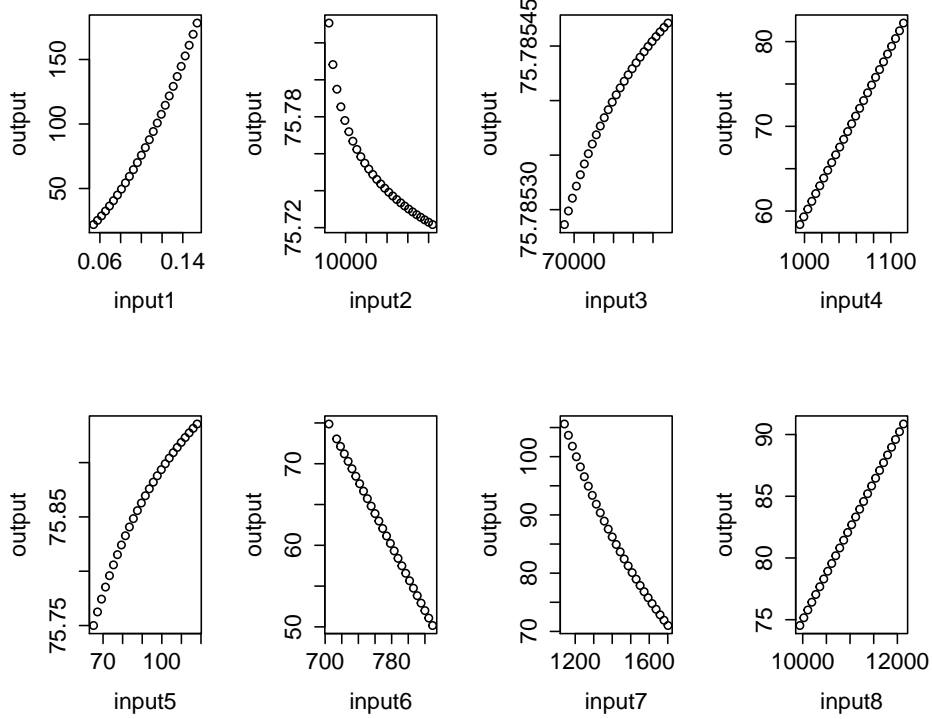 output
50 100 150
0.06 0.14
input1
output
75.72 75.78
10000
input2
output
75.78530 75.78545
70000
input3
output
60 70 80
1000 1100
input4
output
75.75 75.85
70 100
input5
output
50 60 70
700 780
input6
output
70 80 90 100
1200 1600
input7
output
75 80 85 90
10000 12000
input8